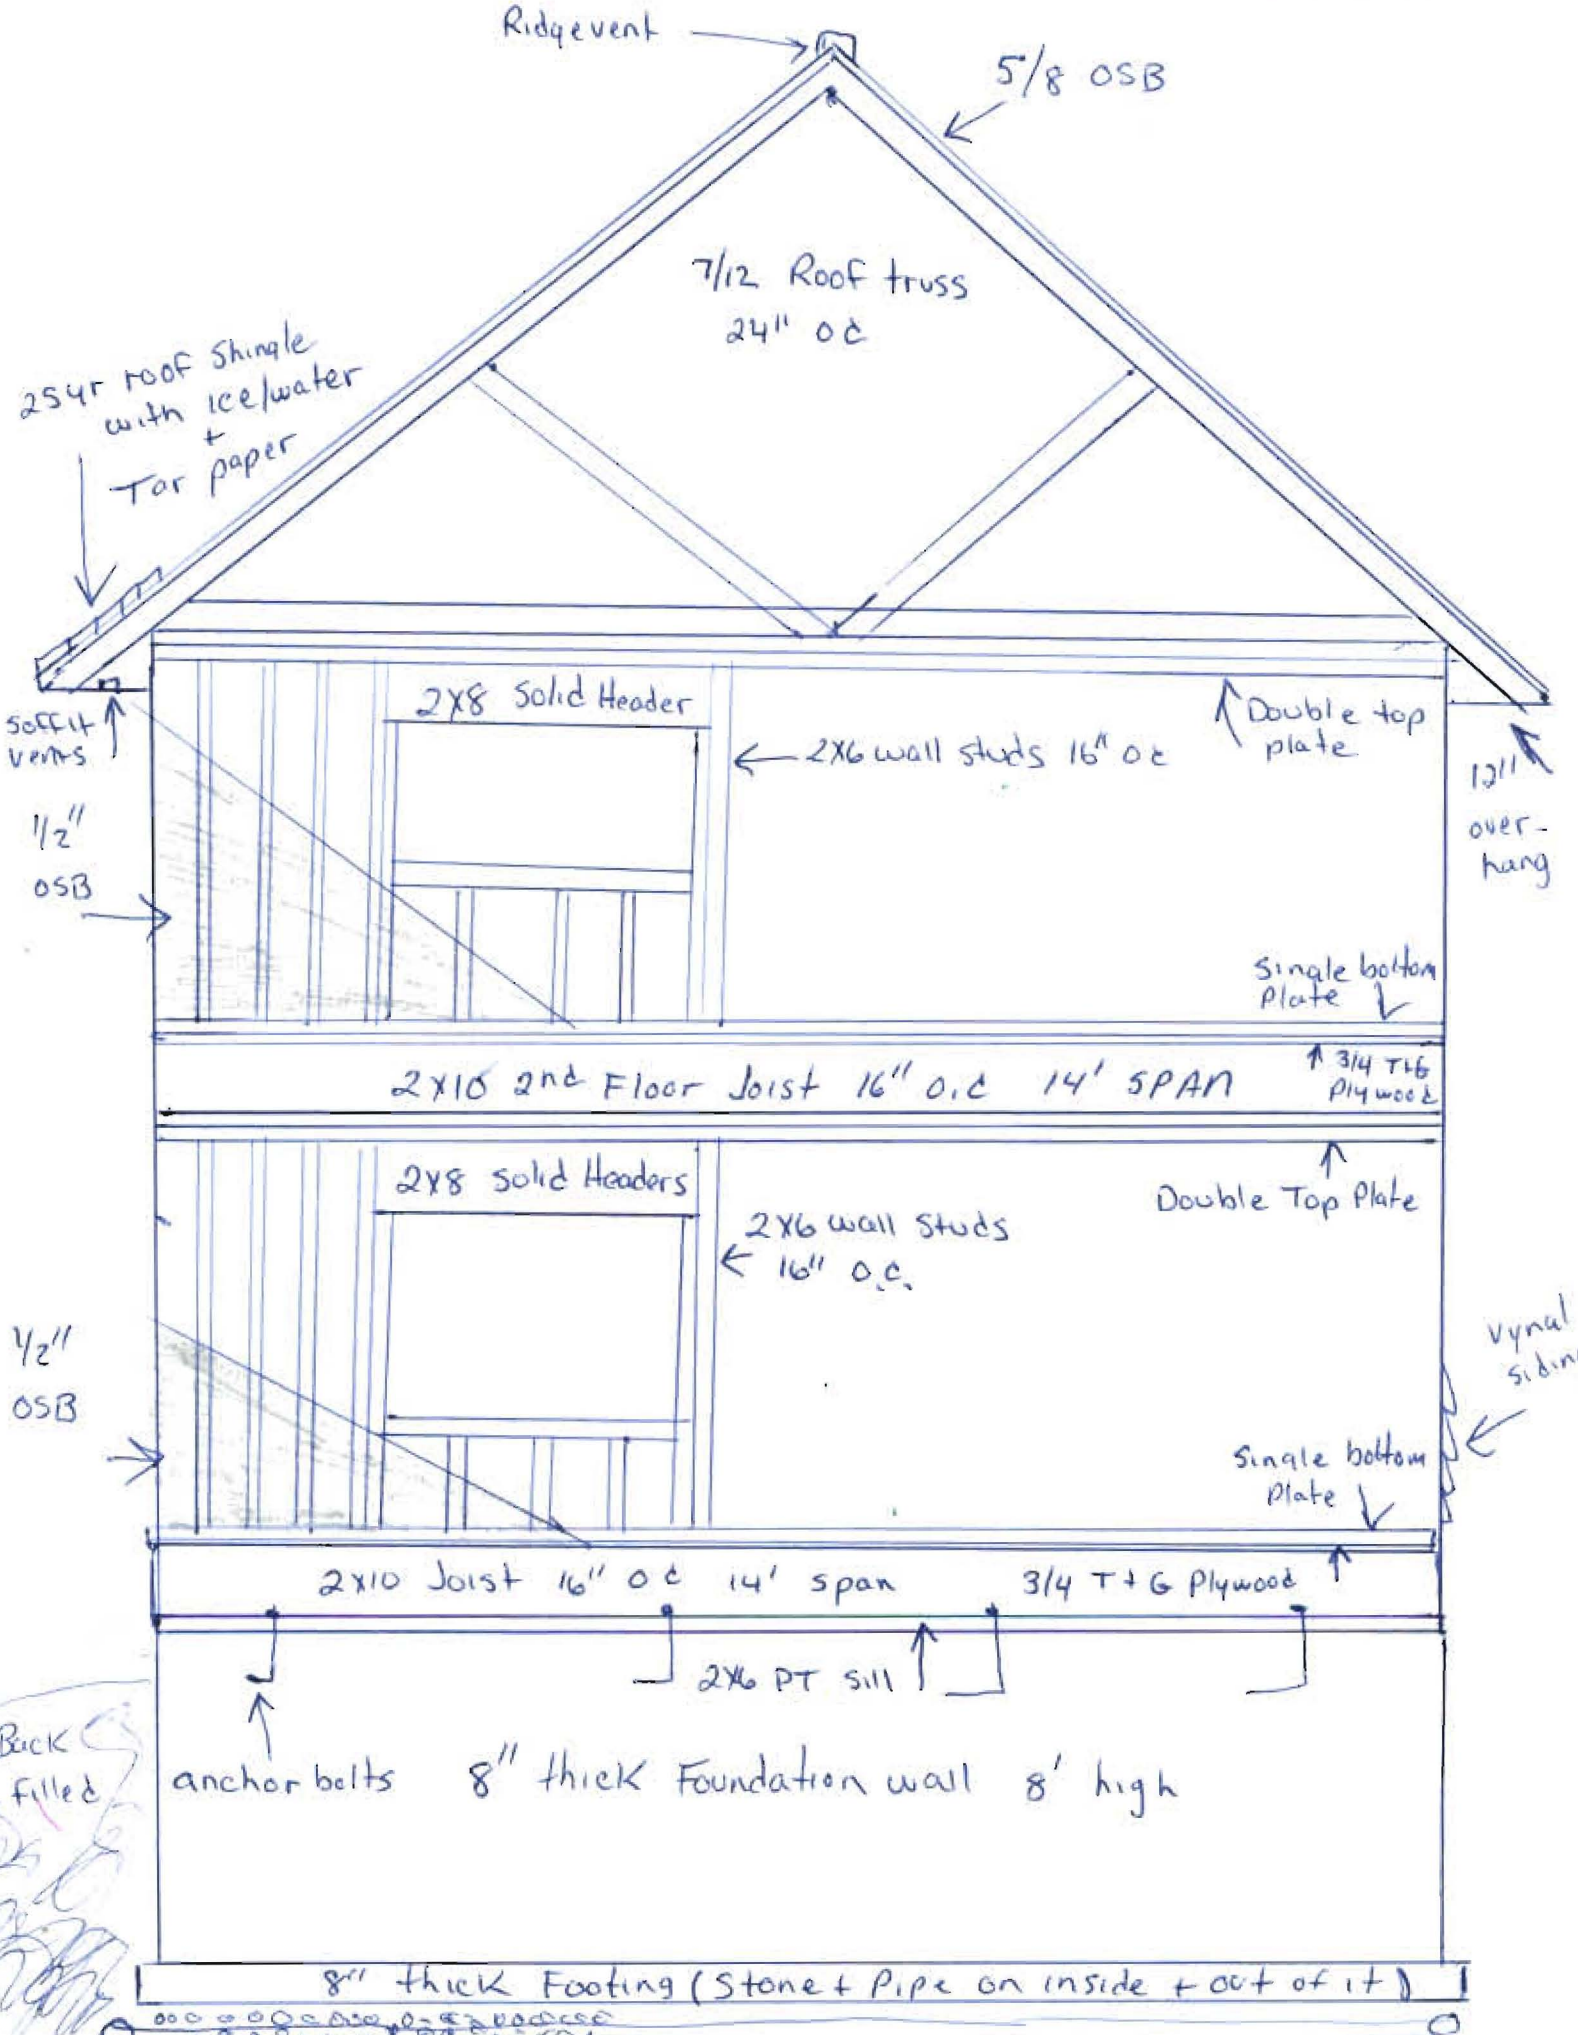 Ridgevent
5/8 OSB
7/12 Roof truss
24" oc
25yr roof Shingle
with ice/water
+
Tar paper
2x8 Solid Header
Soffit
vents
2x6 wall studs 16" oc
Double top
plate
12"
over-
hang
1/2"
OSB
Single bottom
Plate
2x10 2nd Floor Joist 16" o.c 14' SPAN
3/4 T+G
Plywood
2x8 Solid Headers
Double Top Plate
2x6 wall Studs
16" O.C.
1/2"
OSB
Vynal
Single bottom
Plate
2x10 Joist 16" oc 14' span
3/4 T+G Plywood
2x6 PT Sill
Back
filled
anchor bolts
8" thick Foundation wall 8' high
8" thick Footing (Stone + Pipe on inside + out of it)